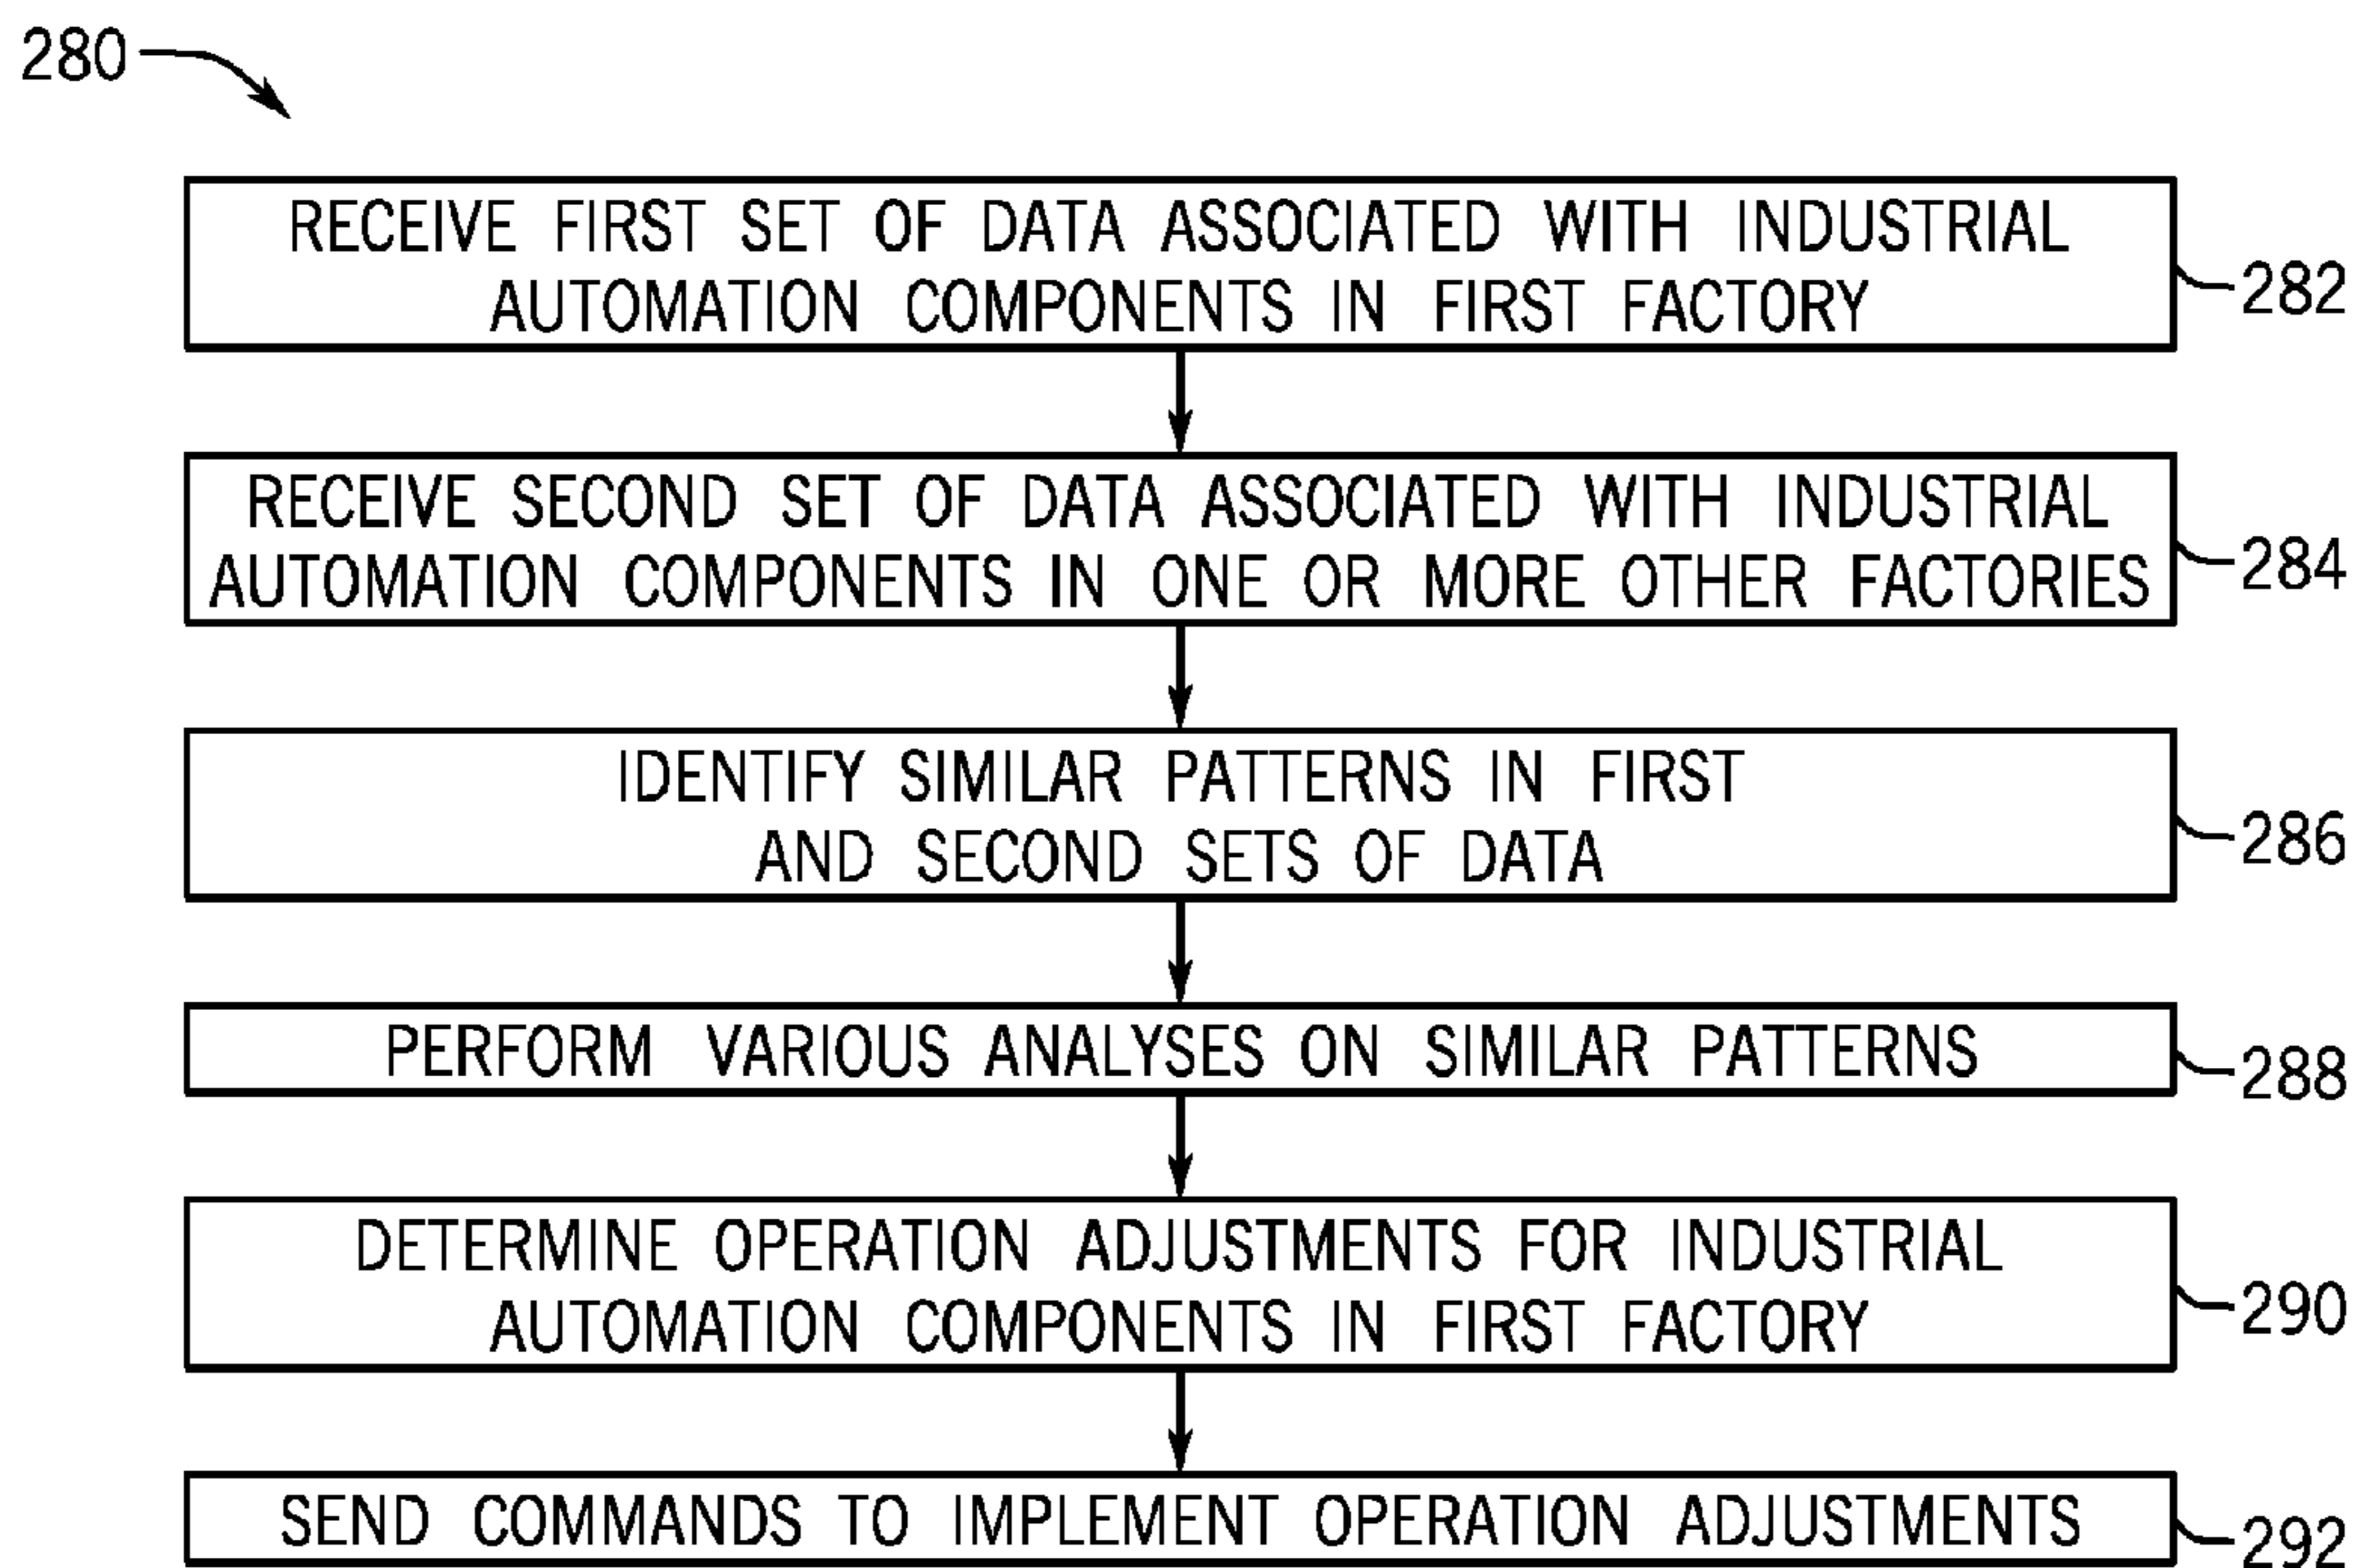 280
RECEIVE FIRST SET OF DATA ASSOCIATED WITH INDUSTRIAL
AUTOMATION COMPONENTS IN FIRST FACTORY
282
RECEIVE SECOND SET OF DATA ASSOCIATED WITH INDUSTRIAL
AUTOMATION COMPONENTS IN ONE OR MORE OTHER FACTORIES
284
IDENTIFY SIMILAR PATTERNS IN FIRST
AND SECOND SETS OF DATA
286
PERFORM VARIOUS ANALYSES ON SIMILAR PATTERNS
288
DETERMINE OPERATION ADJUSTMENTS FOR INDUSTRIAL
AUTOMATION COMPONENTS IN FIRST FACTORY
290
SEND COMMANDS TO IMPLEMENT OPERATION ADJUSTMENTS
292